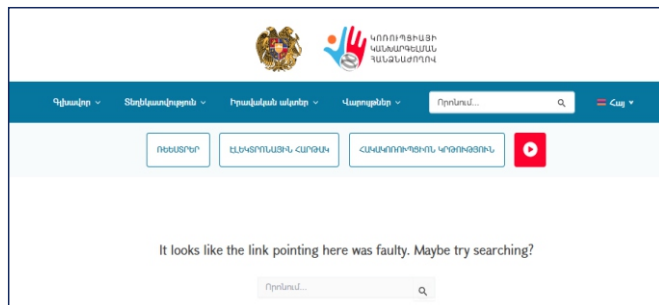 ԿՈՌՈՒՊՑԻԱՅԻ
ԿԱՆԽԱՐԳԵԼՄԱՆ
ՀԱՆՁՆԱԺՈՂՈՎ
Գլխավոր Տեղեկատվություն Իրավական ակտեր Վարույթներ Որոնում... Հայ
ՌԵԵՍՏՐԵՐ ԷԼԵԿՏՐՈՆԱՅԻՆ ՀԱՐԹԱԿ ՀԱԿԱԿՈՌՈՒՊՑԻՈՆ ԿՐԹՈՒԹՅՈՒՆ
It looks like the link pointing here was faulty. Maybe try searching?
Որոնում...